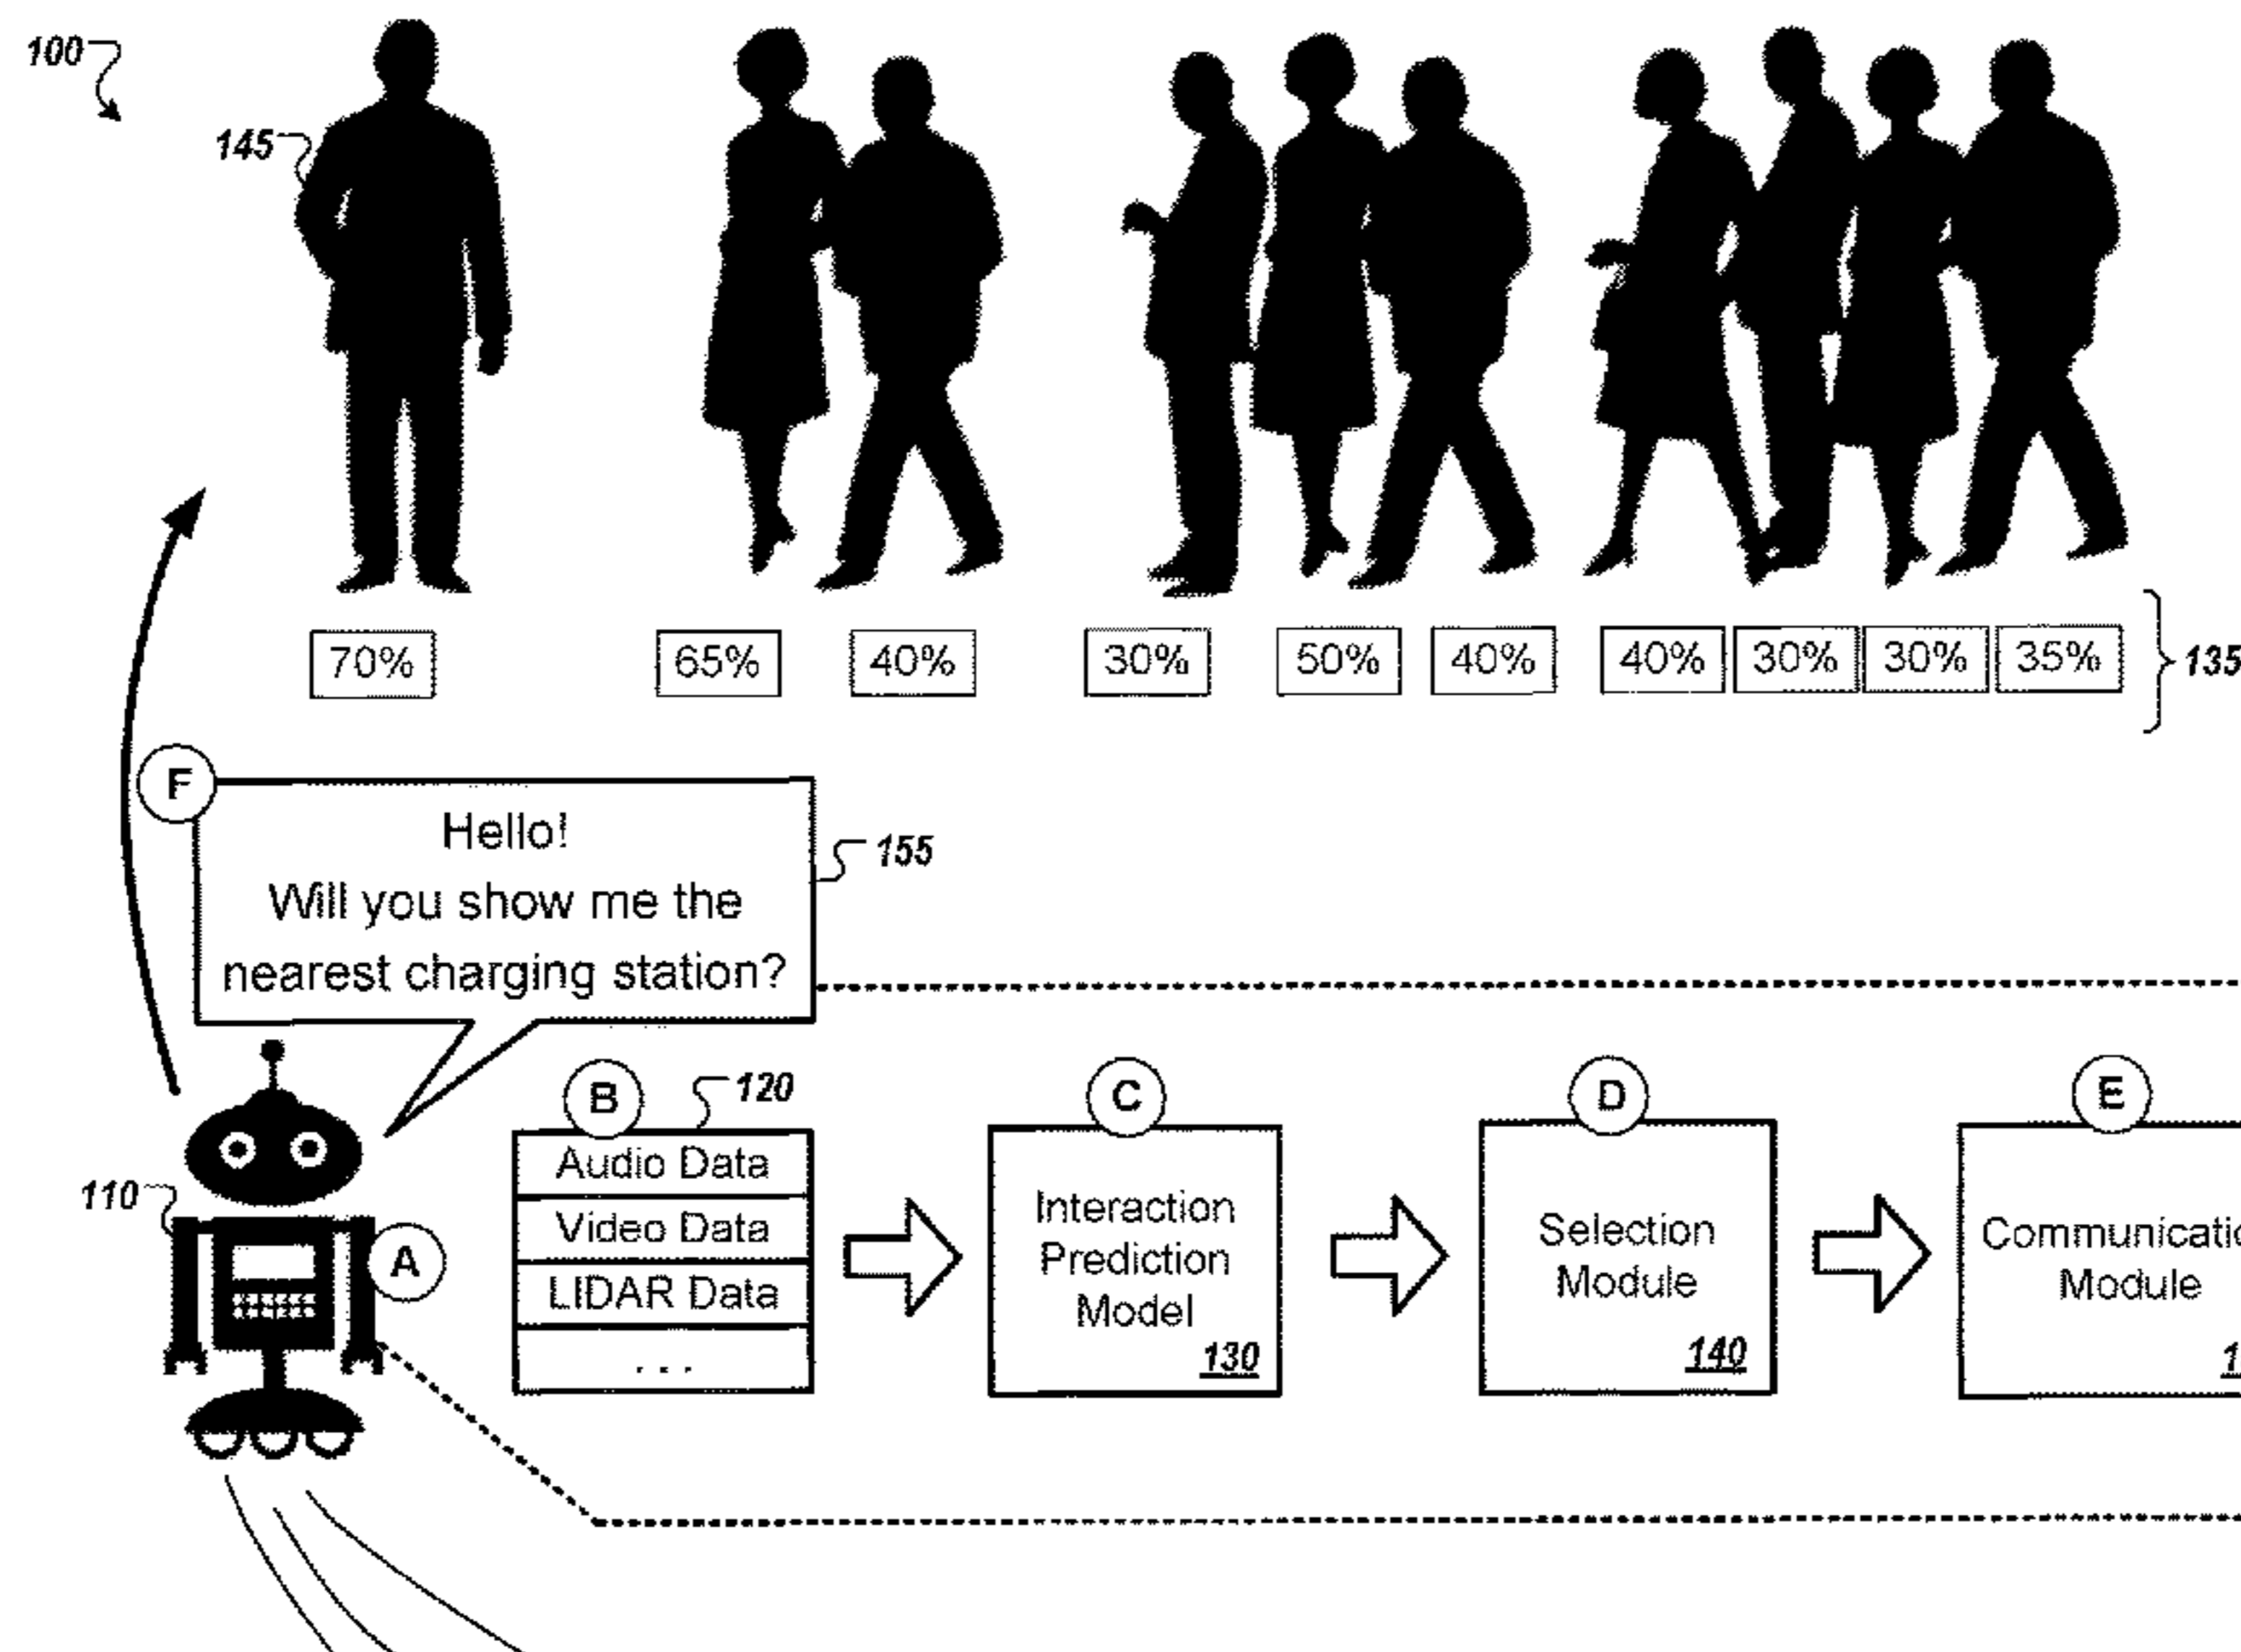 100
145
70% 65% 40% 30% 50% 40% 40% 30% 30% 35% 135
F
Hello!
Will you show me the
nearest charging station?
155
110
A
B
120
Audio Data
Video Data
LIDAR Data
. . .
C
Interaction
Prediction
Model
130
D
Selection
Module
140
E
Module